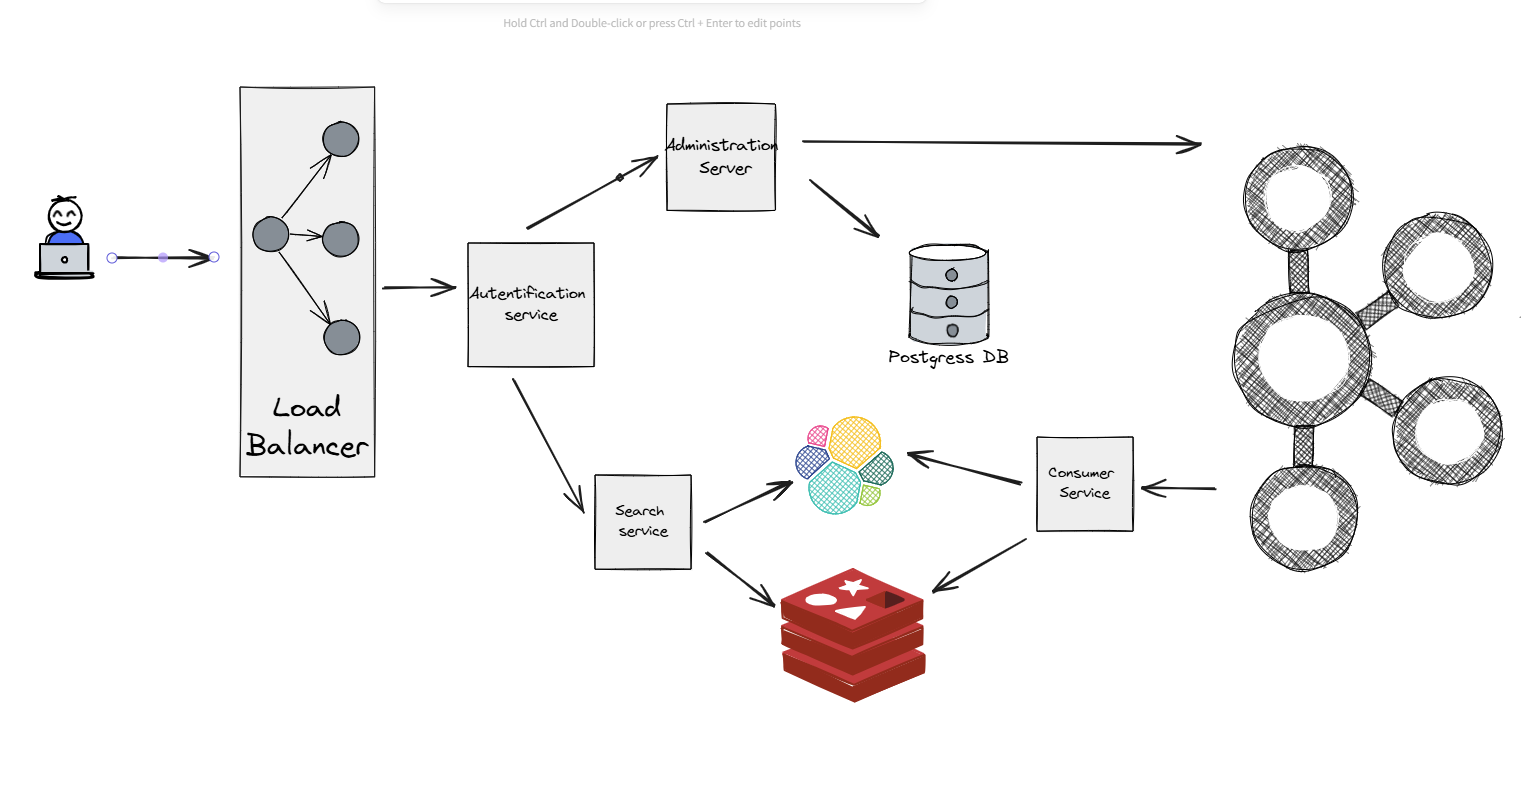 Hold Ctrl and Double-click or press Ctrl + Enter to edit points
Administration
Server
Autentification
service
Postgress DB
Load
Balancer
Consumer
Service
Search
service